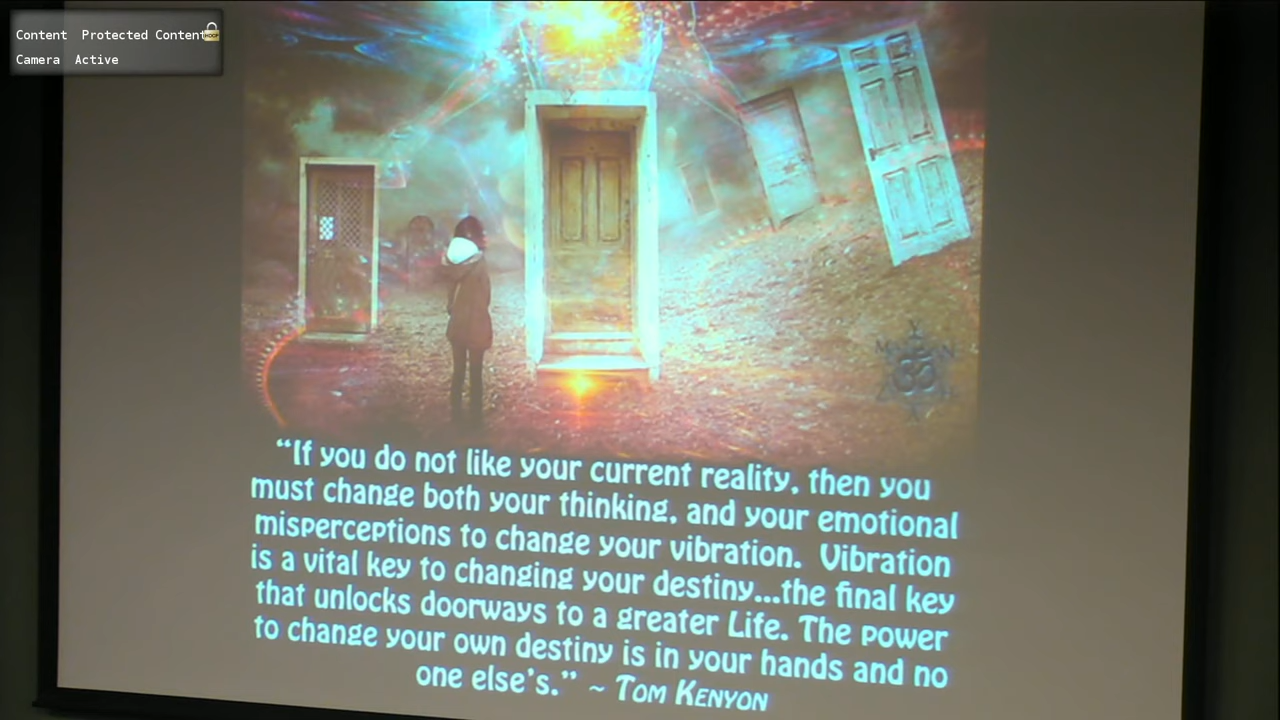 Content Protected Content
Camera Active
“If you do not like your current reality, then you
must change both your thinking, and your emotional
misperceptions to change your vibration. Vibration
is a vital key to changing your destiny...the final key
that unlocks doorways to a greater Life. The power
to change your own destiny is in your hands and no
one else's.” ~ Tom Kenyon